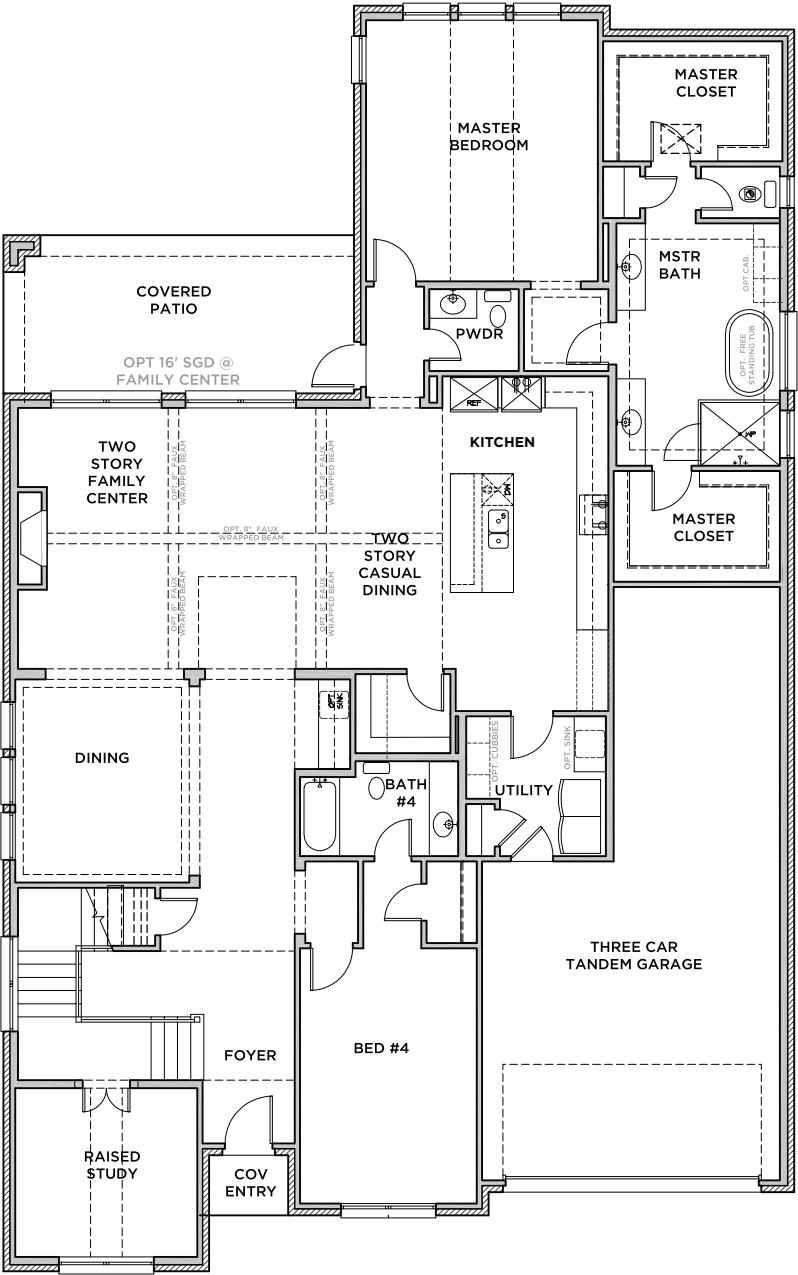 MASTER
CLOSET
MASTER
BEDROOM
MSTR
BATH
OPT.CAB.
COVERED
PATIO
PWDR
OPT. FREE
STANDING TUB
OPT 16' SGD @
FAMILY CENTER
REF
TWO
STORY
FAMILY
CENTER
OPT. 8" FAUX
WRAPPED BEAM
OPT. 8" FAUX
WRAPPED BEAM
KITCHEN
WP
DW
S
MASTER
CLOSET
OPT. 8" FAUX
WRAPPED BEAM
TWO
STORY
CASUAL
DINING
OPT. 8" FAUX
WRAPPED BEAM
OPT. 8" FAUX
WRAPPED BEAM
OPT
SINK
DINING
OPT. CUBBIES
OPT. SINK
BATH
#4
UTILITY
THREE CAR
TANDEM GARAGE
FOYER
BED #4
RAISED
STUDY
COV
ENTRY